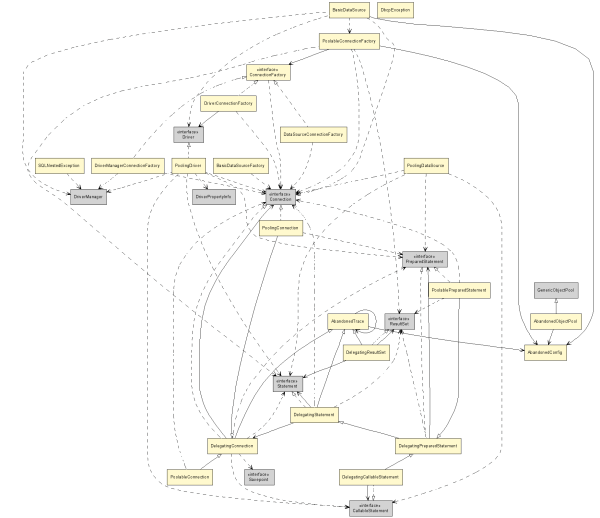 BasicDataSource
DbcpException
PoolableConnectionFactory
«interface»
ConnectionFactory
DriverConnectionFactory
«interface»
Driver
DataSourceConnectionFactory
SQLNestedException
DriverManagerConnectionFactory
PoolingDriver
BasicDataSourceFactory
PoolingDataSource
DriverManager
DriverPropertyInfo
«interface»
Connection
PoolingConnection
«interface»
PreparedStatement
PoolablePreparedStatement
GenericObjectPool
AbandonedTrace
«interface»
ResultSet
AbandonedObjectPool
DelegatingResultSet
AbandonedConfig
«interface»
Statement
DelegatingStatement
DelegatingConnection
DelegatingPreparedStatement
PoolableConnection
«interface»
Savepoint
DelegatingCallableStatement
«interface»
CallableStatement